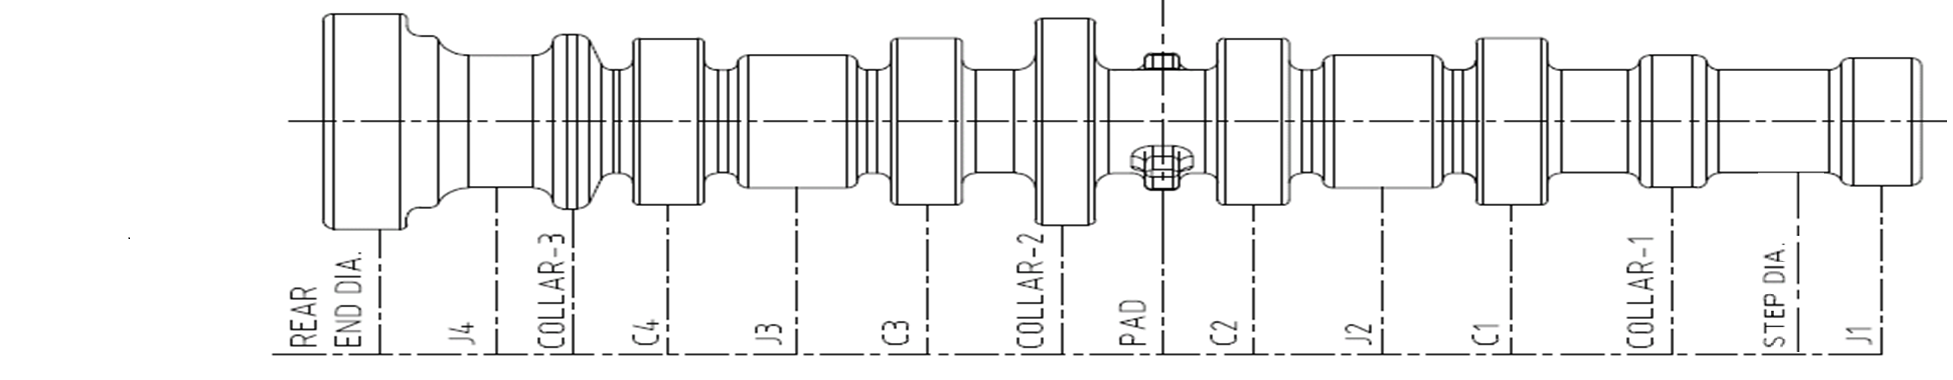 REAR
END DIA.
J4
COLLAR-3
C4
J3
C3
COLLAR-2
PAD
C2
J2
C1
COLLAR-1
STEP DIA.
J1